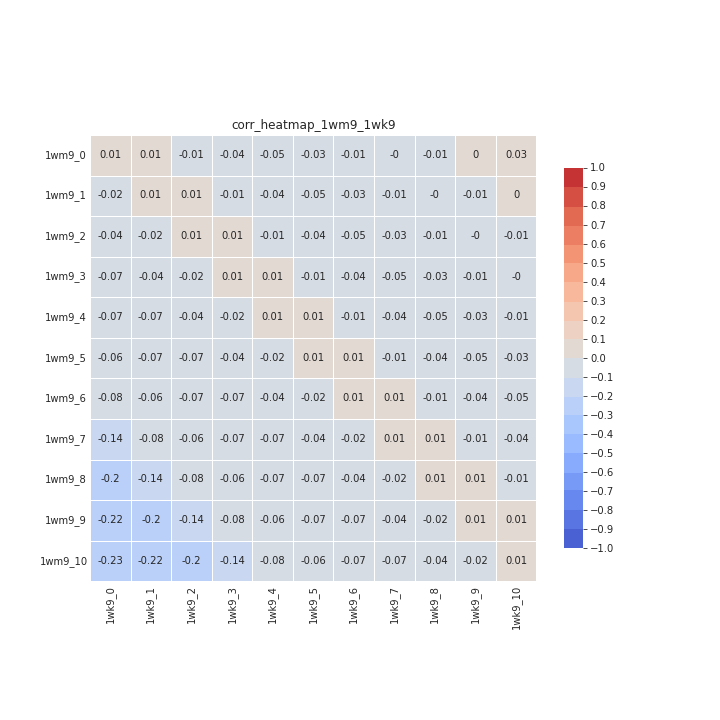 corr_heatmap_1wm9_1wk9
1wm9_0 0.01 0.01 -0.01 -0.04 -0.05 -0.03 -0.01 -0 -0.01 0 0.03
1wm9_1 -0.02 0.01 0.01 -0.01 -0.04 -0.05 -0.03 -0.01 -0 -0.01 0
1wm9_2 -0.04 -0.02 0.01 0.01 -0.01 -0.04 -0.05 -0.03 -0.01 -0 -0.01
1wm9_3 -0.07 -0.04 -0.02 0.01 0.01 -0.01 -0.04 -0.05 -0.03 -0.01 -0
1wm9_4 -0.07 -0.07 -0.04 -0.02 0.01 0.01 -0.01 -0.04 -0.05 -0.03 -0.01
1wm9_5 -0.06 -0.07 -0.07 -0.04 -0.02 0.01 0.01 -0.01 -0.04 -0.05 -0.03
1wm9_6 -0.08 -0.06 -0.07 -0.07 -0.04 -0.02 0.01 0.01 -0.01 -0.04 -0.05
1wm9_7 -0.14 -0.08 -0.06 -0.07 -0.07 -0.04 -0.02 0.01 0.01 -0.01 -0.04
1wm9_8 -0.2 -0.14 -0.08 -0.06 -0.07 -0.07 -0.04 -0.02 0.01 0.01 -0.01
1wm9_9 -0.22 -0.2 -0.14 -0.08 -0.06 -0.07 -0.07 -0.04 -0.02 0.01 0.01
1wm9_10 -0.23 -0.22 -0.2 -0.14 -0.08 -0.06 -0.07 -0.07 -0.04 -0.02 0.01
1wk9_0 1wk9_1 1wk9_2 1wk9_3 1wk9_4 1wk9_5 1wk9_6 1wk9_7 1wk9_8 1wk9_9 1wk9_10
1.0
0.9
0.8
0.7
0.6
0.5
0.4
0.3
0.2
0.1
0.0
−0.1
−0.2
−0.3
−0.4
−0.5
−0.6
−0.7
−0.8
−0.9
−1.0